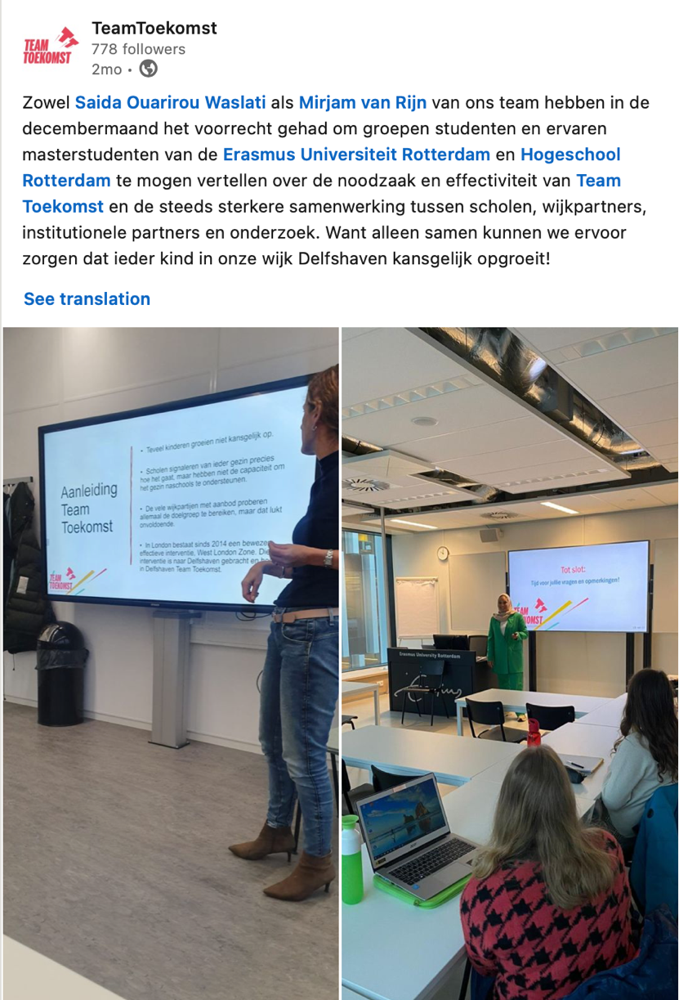 TEAM
TOEKOMST
TeamToekomst
778 followers
2mo •
Zowel Saida Ouarirou Waslati als Mirjam van Rijn van ons team hebben in de
decembermaand het voorrecht gehad om groepen studenten en ervaren
masterstudenten van de Erasmus Universiteit Rotterdam en Hogeschool
Rotterdam te mogen vertellen over de noodzaak en effectiviteit van Team
Toekomst en de steeds sterkere samenwerking tussen scholen, wijkpartners,
institutionele partners en onderzoek. Want alleen samen kunnen we ervoor
zorgen dat ieder kind in onze wijk Delfshaven kansgelijk opgroeit!
See translation
Aanleiding
Team
Toekomst
• Teveel kinderen groeien niet kansgelijk op.
• Scholen signaleren van ieder gezin precies
hoe het gaat, maar hebben niet de capaciteit om
het gezin naschools te ondersteunen.
• De vele wijkpartijen met aanbod proberen
allemaal de doelgroep te bereiken, maar dat lukt
onvoldoende.
• In London bestaat sinds 2014 een beweze
effectieve interventie, West London Zone. Die
interventie is naar Delfshaven gebracht en he
in Delfshaven Team Toekomst.
TEAM
TOEKOMST
Tot slot:
Tijd voor jullie vragen en opmerkingen!
TEAM
KOMST
Erasmus University Rotterdam
Erasmus